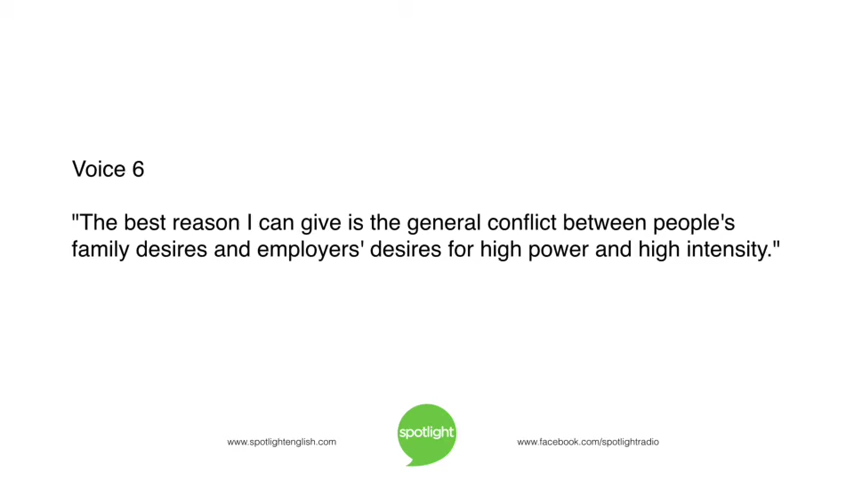 Voice 6
"The best reason I can give is the general conflict between people's
family desires and employers' desires for high power and high intensity."
spotlight
www.spotlightenglish.com
www.facebook.com/spotlightradio